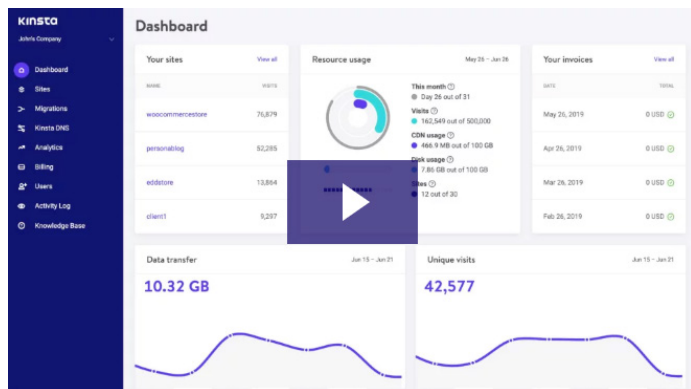 KINSTA
John's Company
Dashboard
Sites
Migrations
Kinsta DNS
Analytics
Billing
Users
Activity Log
Knowledge Base
Dashboard
Your sites View all
NAME VISITS
woocommercestore 76,879
personablog 52,285
eddstore 13,864
client1 9,297
Resource usage May 26 – Jun 26
This month
Day 26 out of 31
Visits
162,549 out of 500,000
CDN usage
466.9 MB out of 100 GB
Disk usage
7.86 GB out of 100 GB
Sites
12 out of 30
Your invoices View all
DATE TOTAL
May 26, 2019 0 USD
Apr 26, 2019 0 USD
Mar 26, 2019 0 USD
Feb 26, 2019 0 USD
Data transfer Jun 15 – Jun 21
10.32 GB
Unique visits Jun 15 – Jun 21
42,577